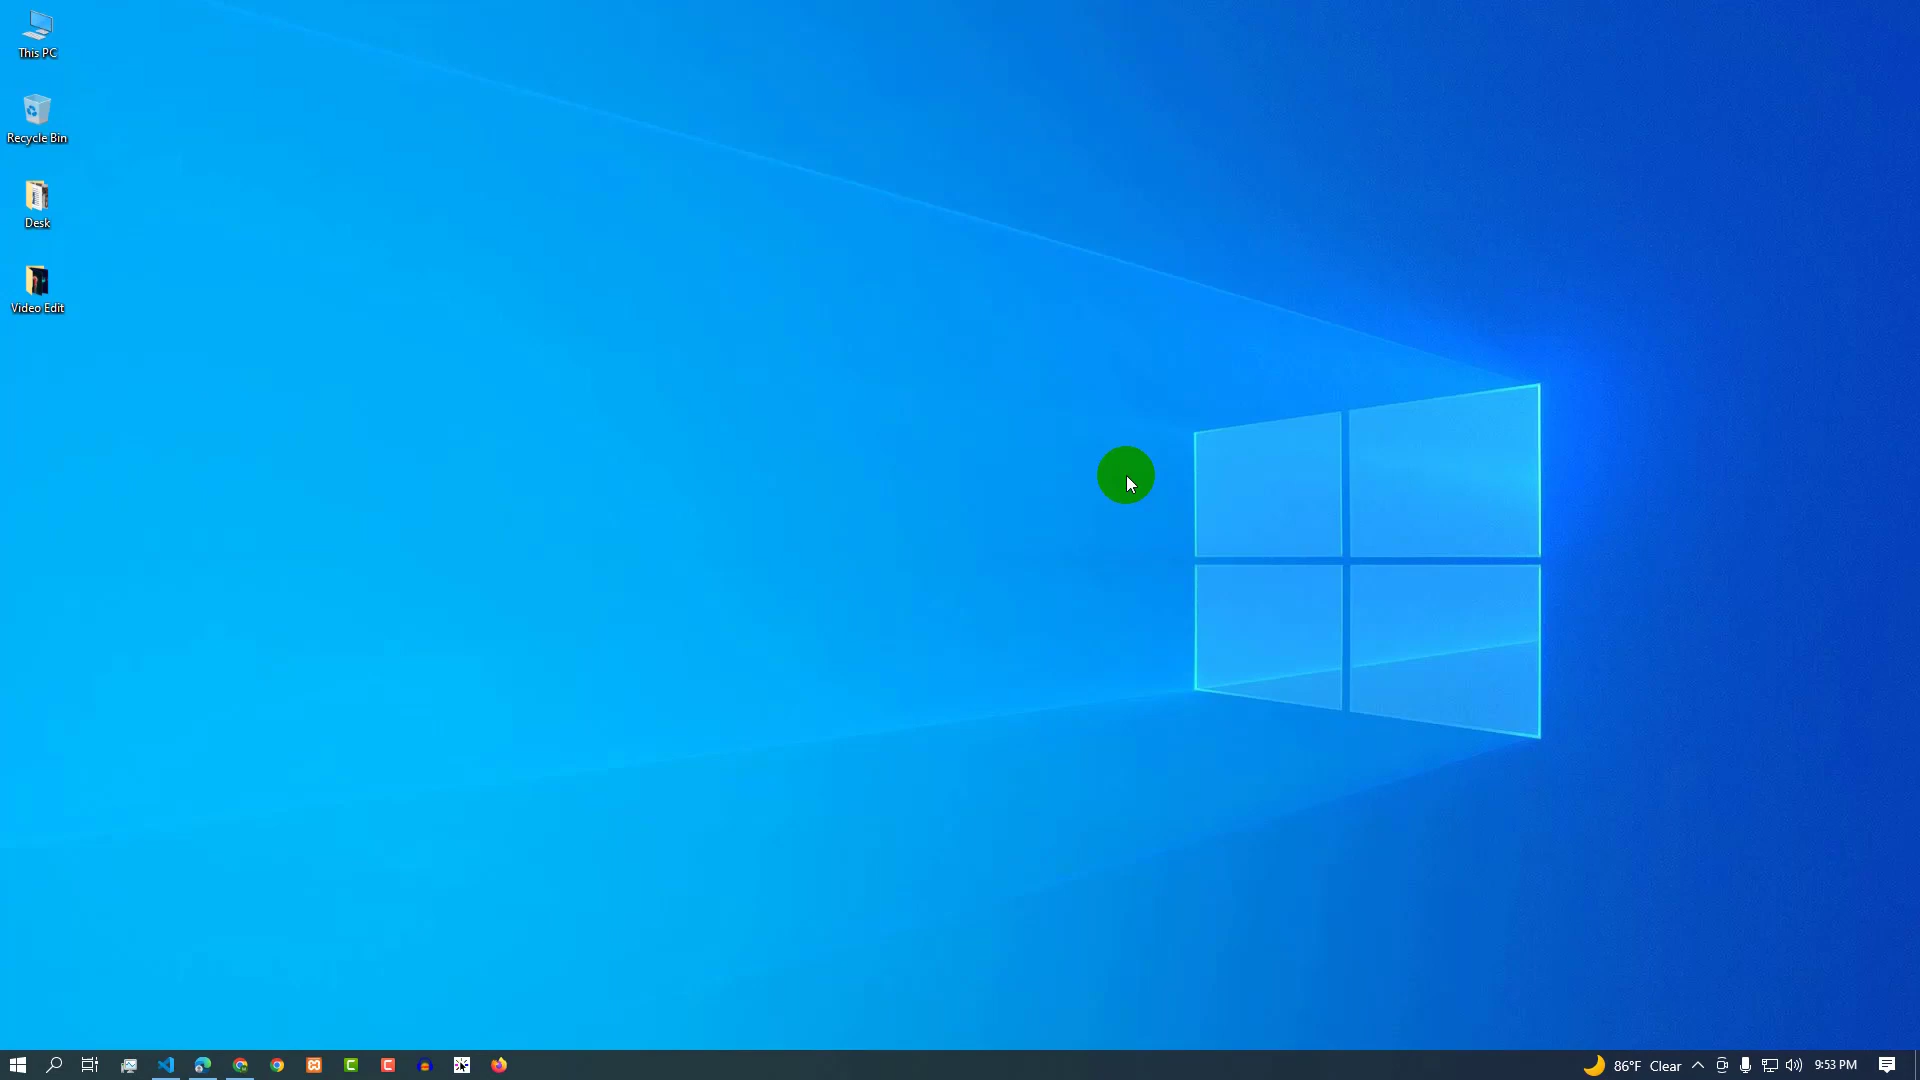 This PC
Recycle Bin
Desk
Video Edit
86°F Clear
9:53 PM